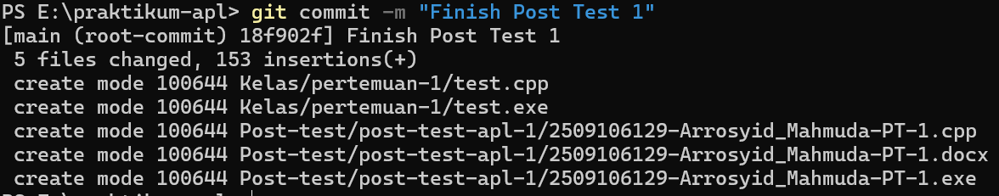 PS E:\praktikum-apl> git commit -m "Finish Post Test 1"
[main (root-commit) 18f902f] Finish Post Test 1
 5 files changed, 153 insertions(+)
 create mode 100644 Kelas/pertemuan-1/test.cpp
 create mode 100644 Kelas/pertemuan-1/test.exe
 create mode 100644 Post-test/post-test-apl-1/2509106129-Arrosyid_Mahmuda-PT-1.cpp
 create mode 100644 Post-test/post-test-apl-1/2509106129-Arrosyid_Mahmuda-PT-1.docx
 create mode 100644 Post-test/post-test-apl-1/2509106129-Arrosyid_Mahmuda-PT-1.exe
PS E:\praktikum-apl>